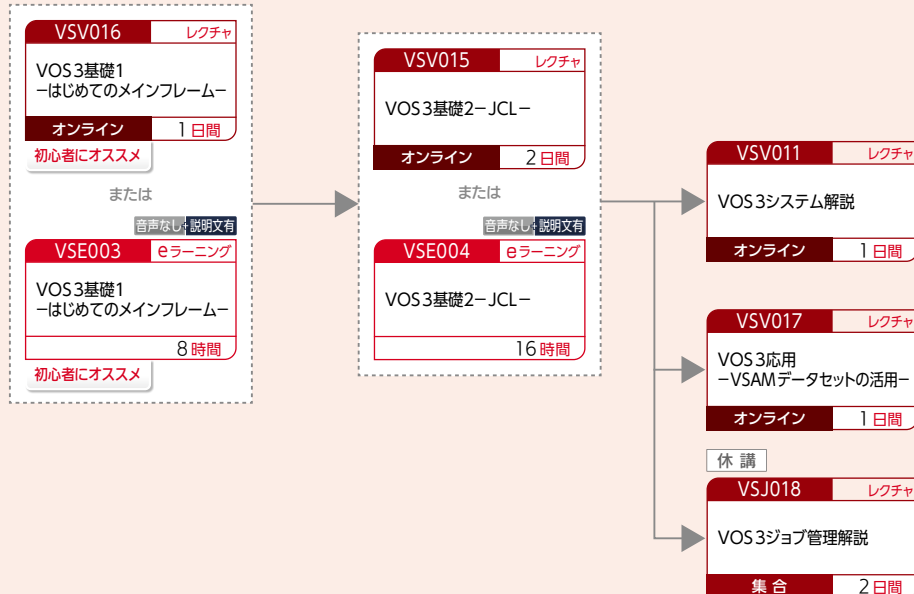 VSV016 レクチャ
VOS3基礎1
−はじめてのメインフレーム−
オンライン 1日間
初心者にオススメ
または
音声なし+説明文有
VSE003 eラーニング
VOS3基礎1
−はじめてのメインフレーム−
8時間
初心者にオススメ
VSV015 レクチャ
VOS3基礎2−JCL−
オンライン 2日間
または
音声なし+説明文有
VSE004 eラーニング
VOS3基礎2−JCL−
16時間
VSV011 レクチャ
VOS3システム解説
オンライン 1日間
VSV017 レクチャ
VOS3応用
−VSAMデータセットの活用−
オンライン 1日間
休講
VSJ018 レクチャ
VOS3ジョブ管理解説
集合 2日間